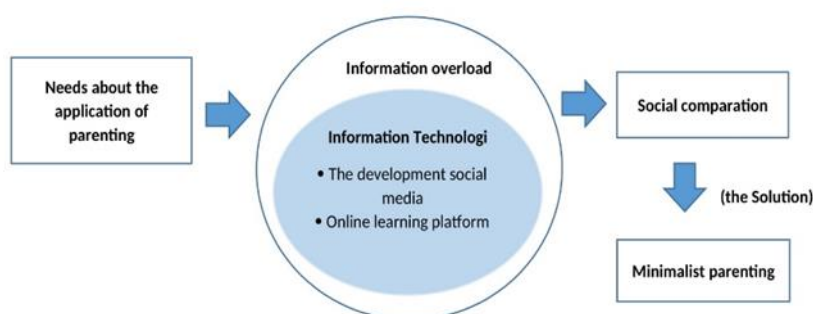 Needs about the
application of
parenting
Information overload
Information Technologi
• The development social
media
• Online learning platform
Social comparation
(the Solution)
Minimalist parenting